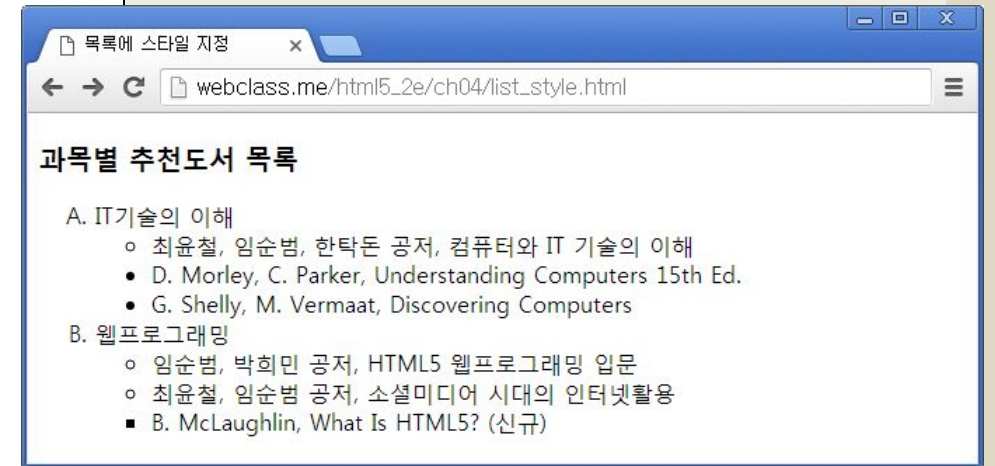 목록에 스타일 지정
webclass.me/html5_2e/ch04/list_style.html
과목별 추천도서 목록
A. IT기술의 이해
최윤철, 임순범, 한탁돈 공저, 컴퓨터와 IT 기술의 이해
D. Morley, C. Parker, Understanding Computers 15th Ed.
G. Shelly, M. Vermaat, Discovering Computers
B. 웹프로그래밍
임순범, 박희민 공저, HTML5 웹프로그래밍 입문
최윤철, 임순범 공저, 소셜미디어 시대의 인터넷활용
B. McLaughlin, What Is HTML5? (신규)